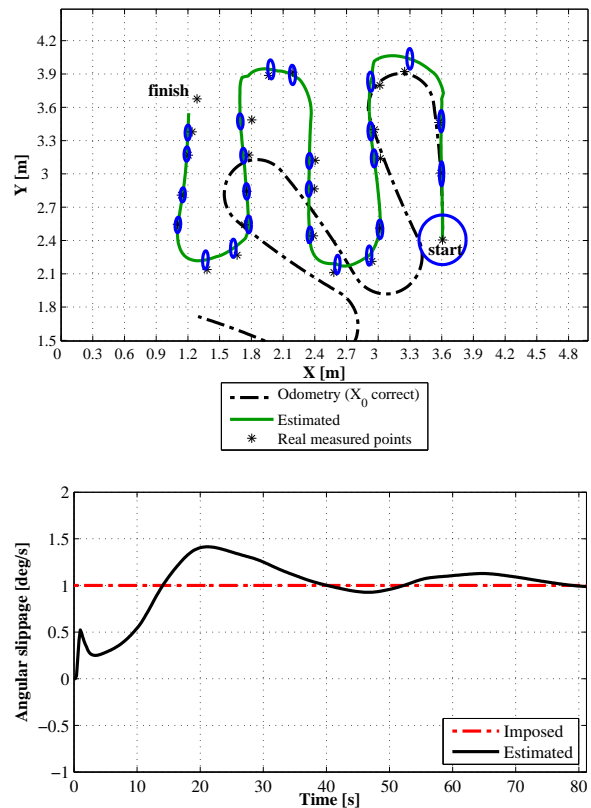 4.2
3.9
3.6
3.3
3
2.7
2.4
2.1
1.8
1.5
Y [m]
finish
start
0 0.3 0.6 0.9 1.2 1.5 1.8 2.1 2.4 2.7 3 3.3 3.6 3.9 4.2 4.5 4.8
X [m]
Odometry (X0 correct)
Estimated
Real measured points
2
1.5
1
0.5
0
−0.5
−1
Angular slippage [deg/s]
Imposed
Estimated
0 10 20 30 40 50 60 70 80
Time [s]